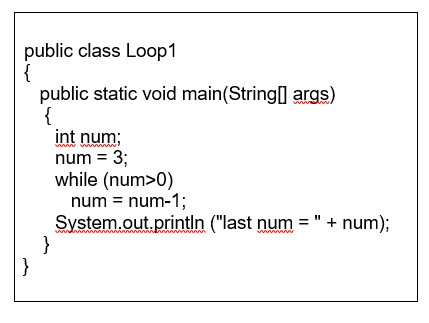 public class Loop1
{
public static void main(String[] args)
{
int num;
num = 3;
while (num>0)
num = num-1;
System.out.println ("last num = " + num);
}
}